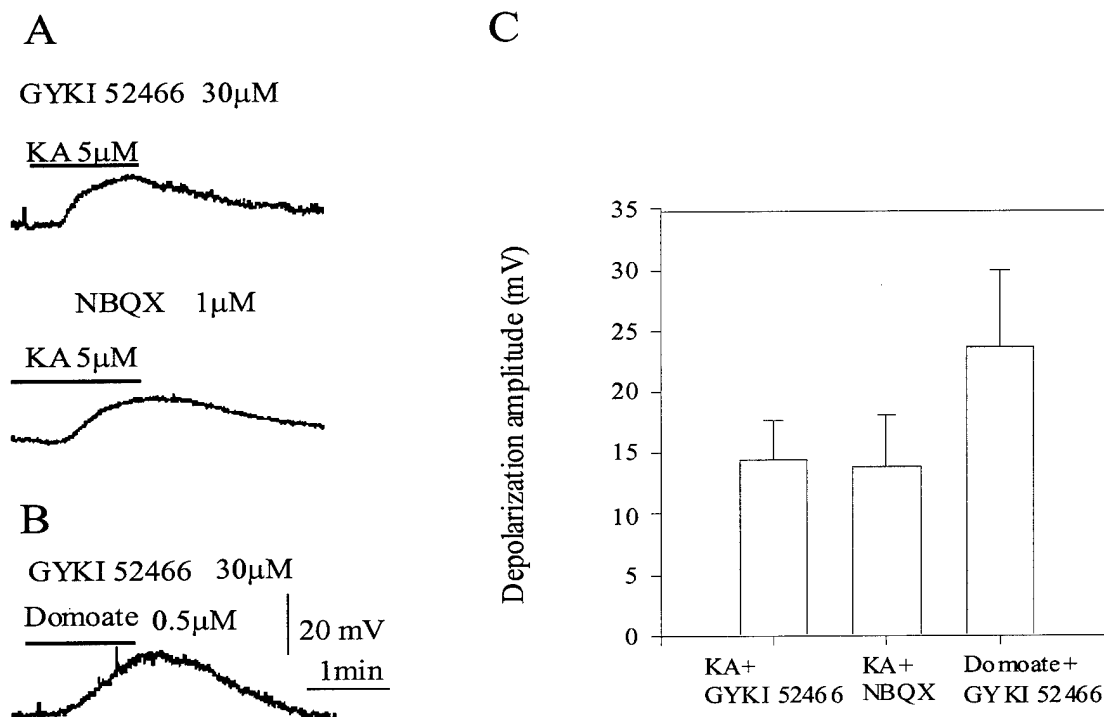 A
GYKI 52466 30μM
KA 5μM
NBQX 1μM
KA 5μM
B
GYKI 52466 30μM
Domoate 0.5μM
20 mV
1min
C
Depolarization amplitude (mV)
35
30
25
20
15
10
5
0
KA+
GYKI 52466
KA+
NBQX
Domoate+
GYKI 52466